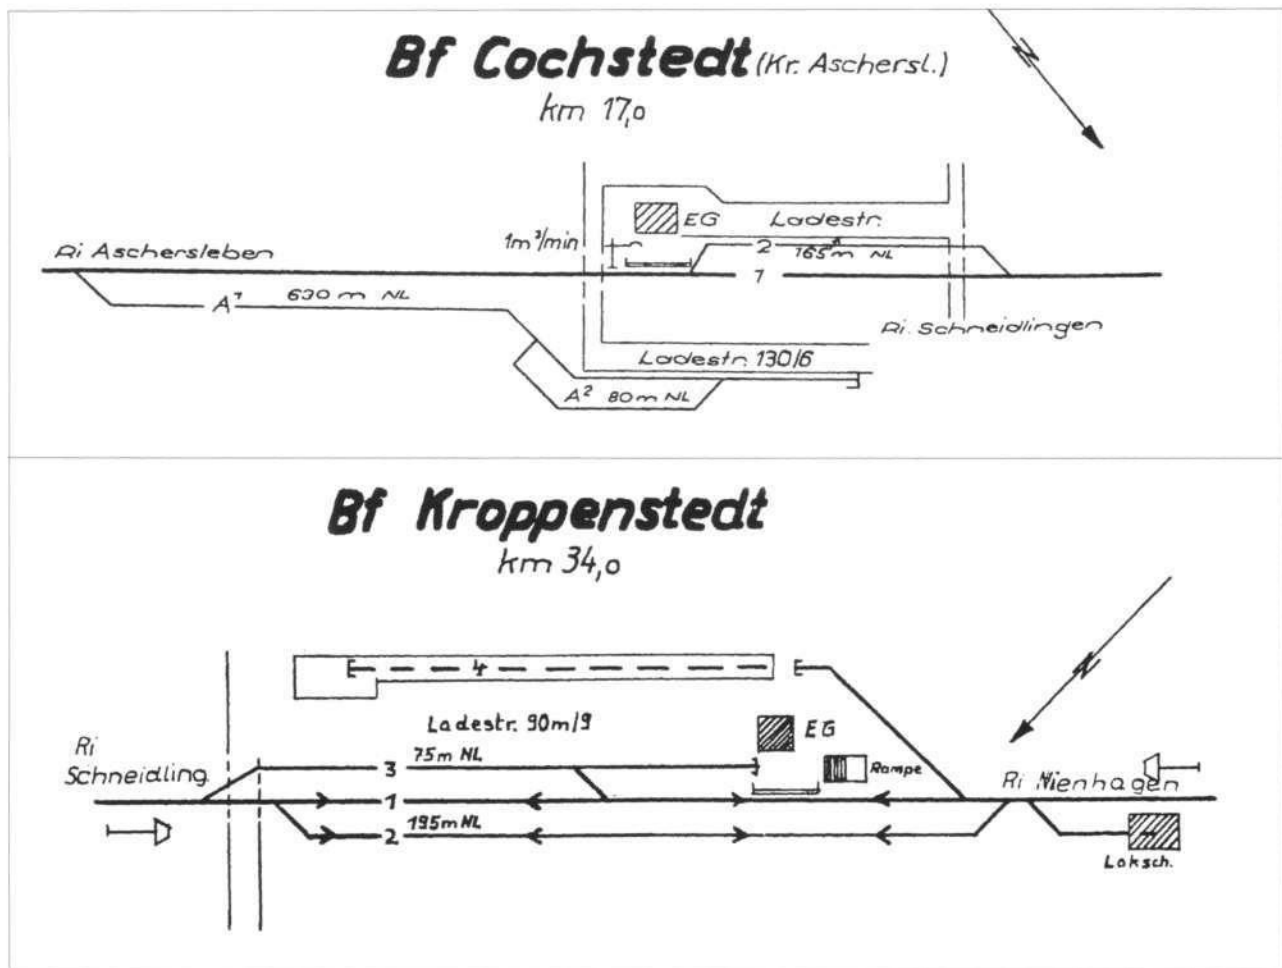 Bf Cochstedt (Kr. Aschersl.)
km 17,0
N
EG
Ladestr.
1m³/min
Ri Aschersleben
2
165m NL
1
A¹ 630 m NL
Ri. Schneidlingen
Ladestr. 130/6
A² 80m NL
Bf Kroppenstedt
km 34,0
N
4
Ladestr. 90m/9
EG
Ri
Schneidling.
75m NL
3
Rampe
Ri Nienhagen
1
195m NL
2
Loksch.